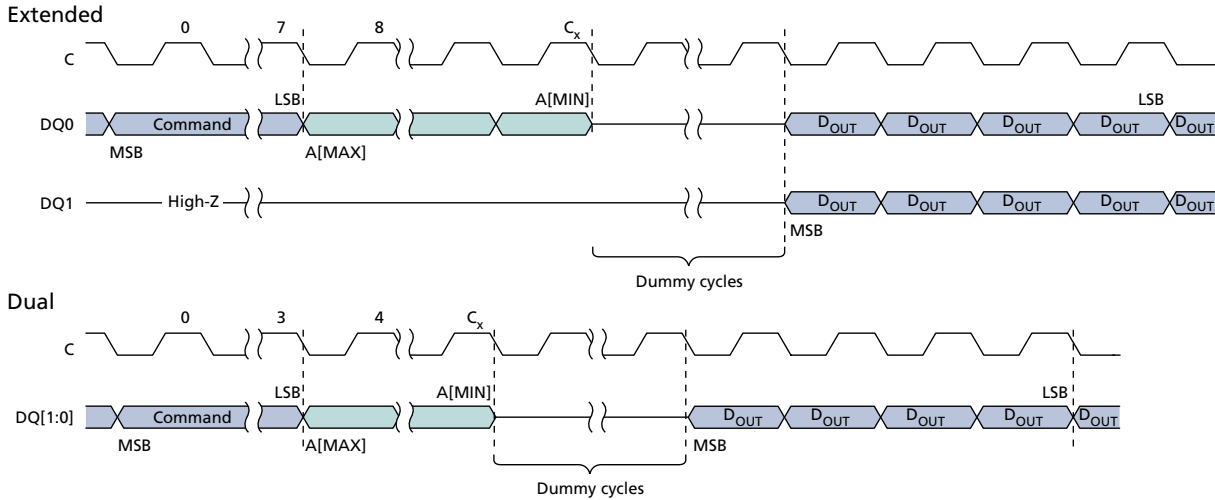 Extended
0 7 8 Cx
C
LSB A[MIN] LSB
DQ0 Command DOUT DOUT DOUT DOUT DOUT
MSB A[MAX]
DQ1 High-Z DOUT DOUT DOUT DOUT DOUT
MSB
Dummy cycles
Dual
0 3 4 Cx
C
LSB A[MIN] LSB
DQ[1:0] Command DOUT DOUT DOUT DOUT DOUT
MSB A[MAX] MSB
Dummy cycles